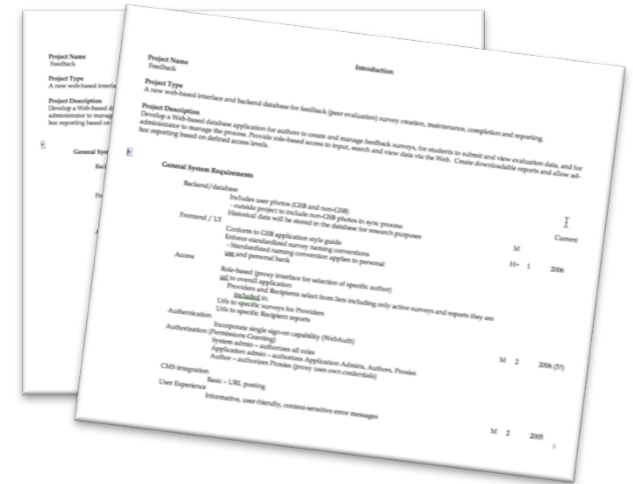 Project Name
Feedback
Project Type
A new web-based interfa
Project Description
Develop a Web-based d
administrator to manag
hoc reporting based on
General Syst
Introduction
Project Name
Feedback
Project Type
A new web-based interface and backend database for feedback (peer evaluation) survey creation, maintenance, completion and reporting.
Project Description
Develop a Web-based database application for authors to create and manage feedback surveys, for students to submit and view evaluation data, and for
administrator to manage the process. Provide role-based access to input, search and view data via the Web. Create downloadable reports and allow ad-
hoc reporting based on defined access levels.
General System Requirements
Current
Backend/database
Includes user photos (GSB and non-GSB)
- outside project to include non-GSB photos in sync process
Historical data will be stored in the database for research purposes
M
Frontend / UI
H+ 1 2006
Conform to GSB application style guide
Enforce standardized survey naming conventions
- Standardized naming convention applies to personal
use and personal bank
Access
Role-based (proxy interface for selection of specific author)
url to overall application
Providers and Recipients select from lists including only active surveys and reports they are
included in.
Urls to specific surveys for Providers
Urls to specific Recipient reports
Authentication
Incorporate single sign-on capability (WebAuth)
M 2 2006 (5?)
Authorization (Permissions Granting)
System admin – authorizes all roles
Application admin – authorizes Application Admins, Authors, Proxies
Author – authorizes Proxies (proxy uses own credentials)
CMS integration
Basic – URL posting
User Experience
Informative, user-friendly, context-sensitive error messages
M 2 2005